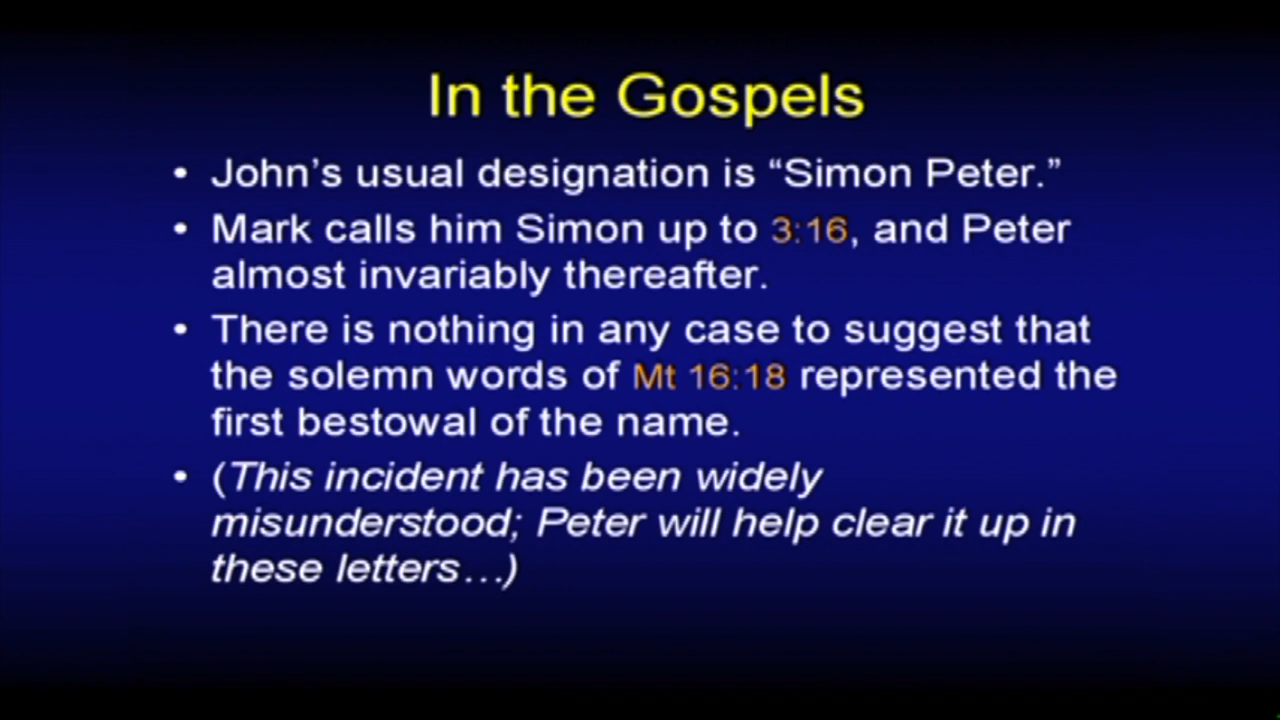 In the Gospels
• John’s usual designation is “Simon Peter.”
• Mark calls him Simon up to 3:16, and Peter
almost invariably thereafter.
• There is nothing in any case to suggest that
the solemn words of Mt 16:18 represented the
first bestowal of the name.
• (This incident has been widely
misunderstood; Peter will help clear it up in
these letters…)